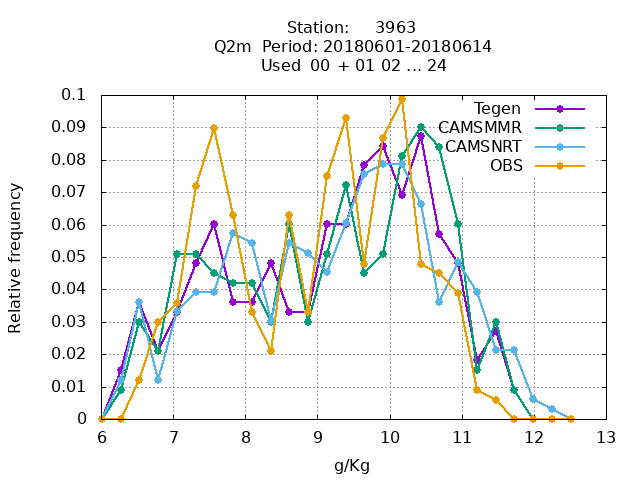 Station: 3963
Q2m Period: 20180601-20180614
Used 00 + 01 02 ... 24
Tegen
CAMSMMR
CAMSNRT
OBS
0.1
0.09
0.08
0.07
0.06
0.05
0.04
0.03
0.02
0.01
0
Relative frequency
6 7 8 9 10 11 12 13
g/Kg